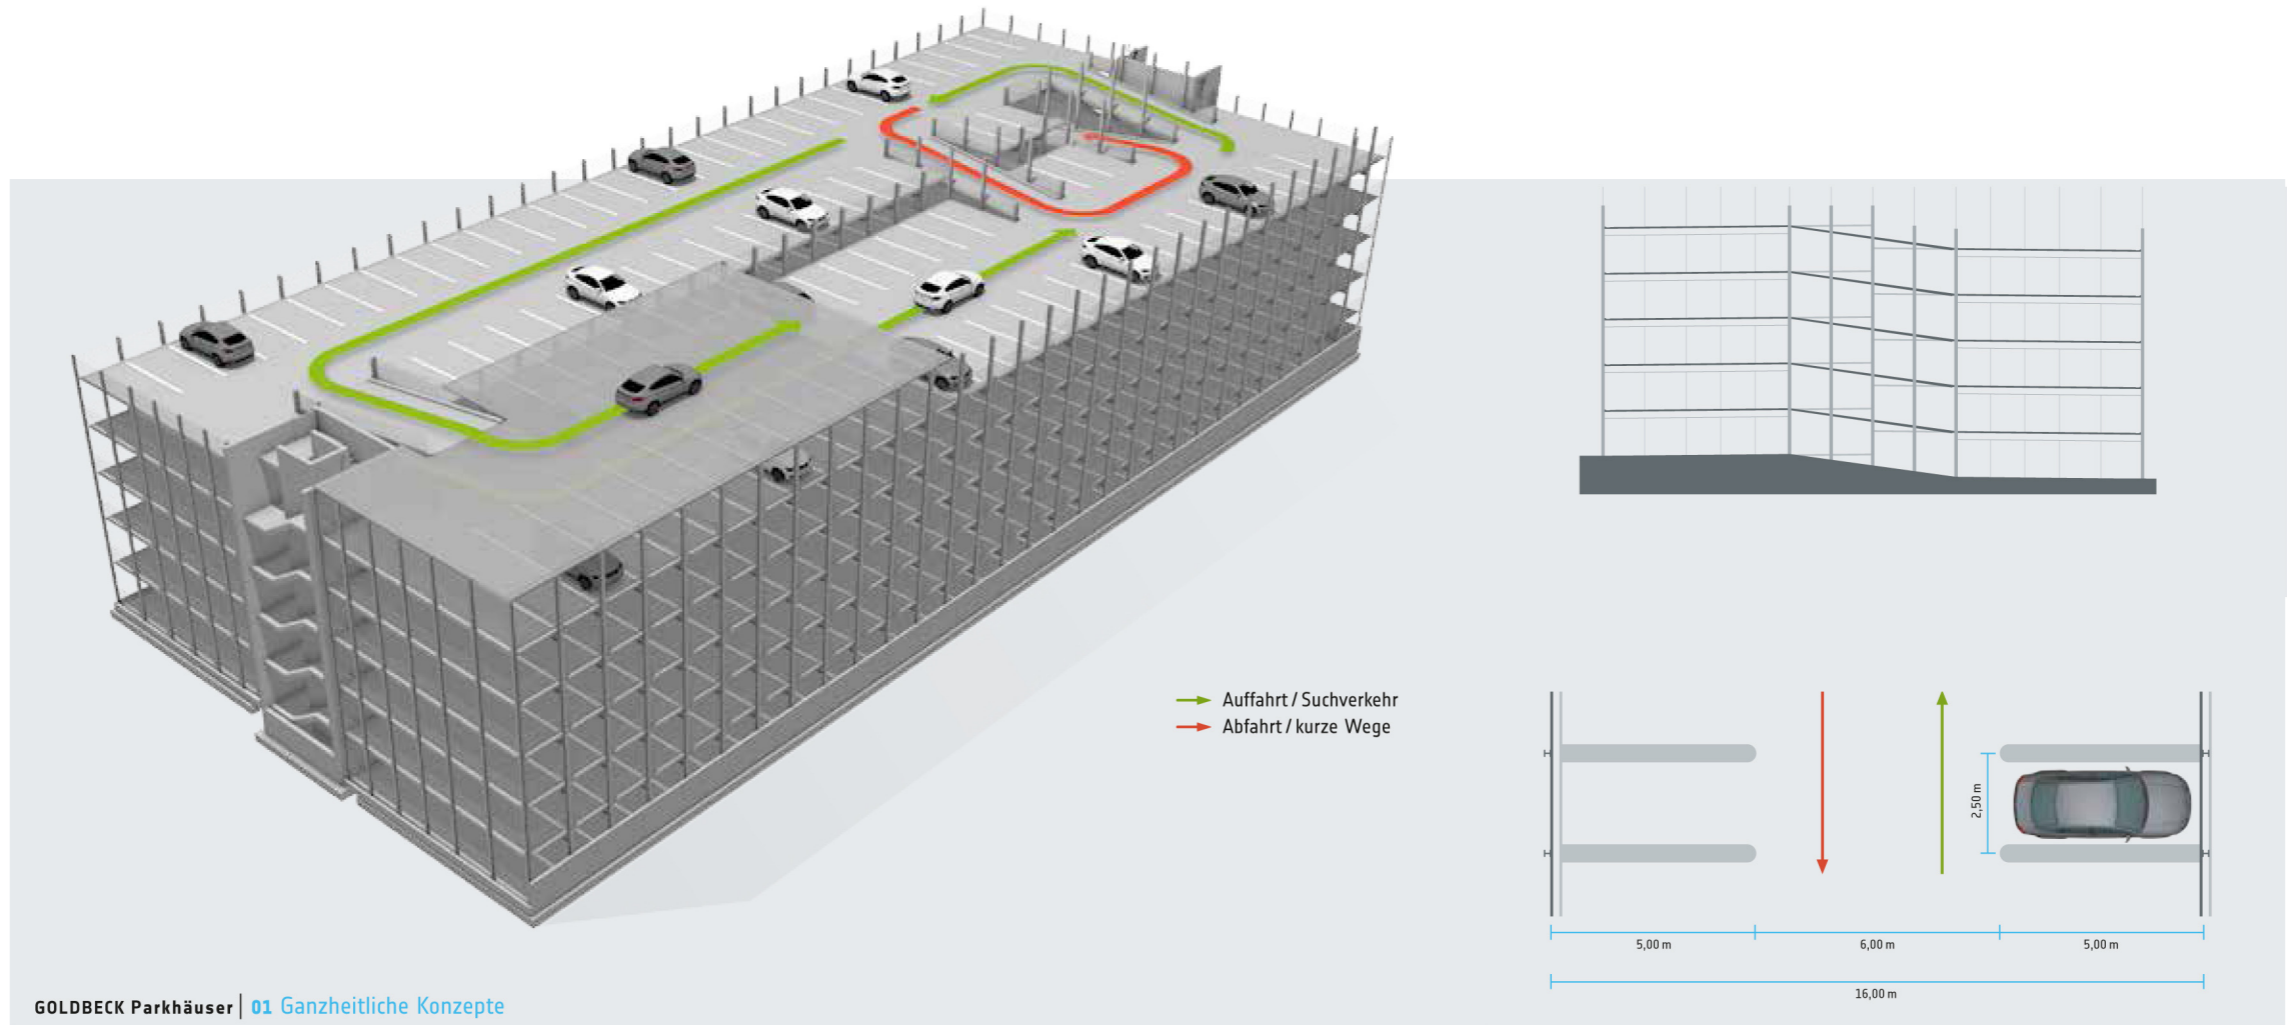 Auffahrt / Suchverkehr
Abfahrt / kurze Wege
2,50 m
5,00 m
6,00 m
5,00 m
16,00 m
GOLDBECK Parkhäuser | 01 Ganzheitliche Konzepte